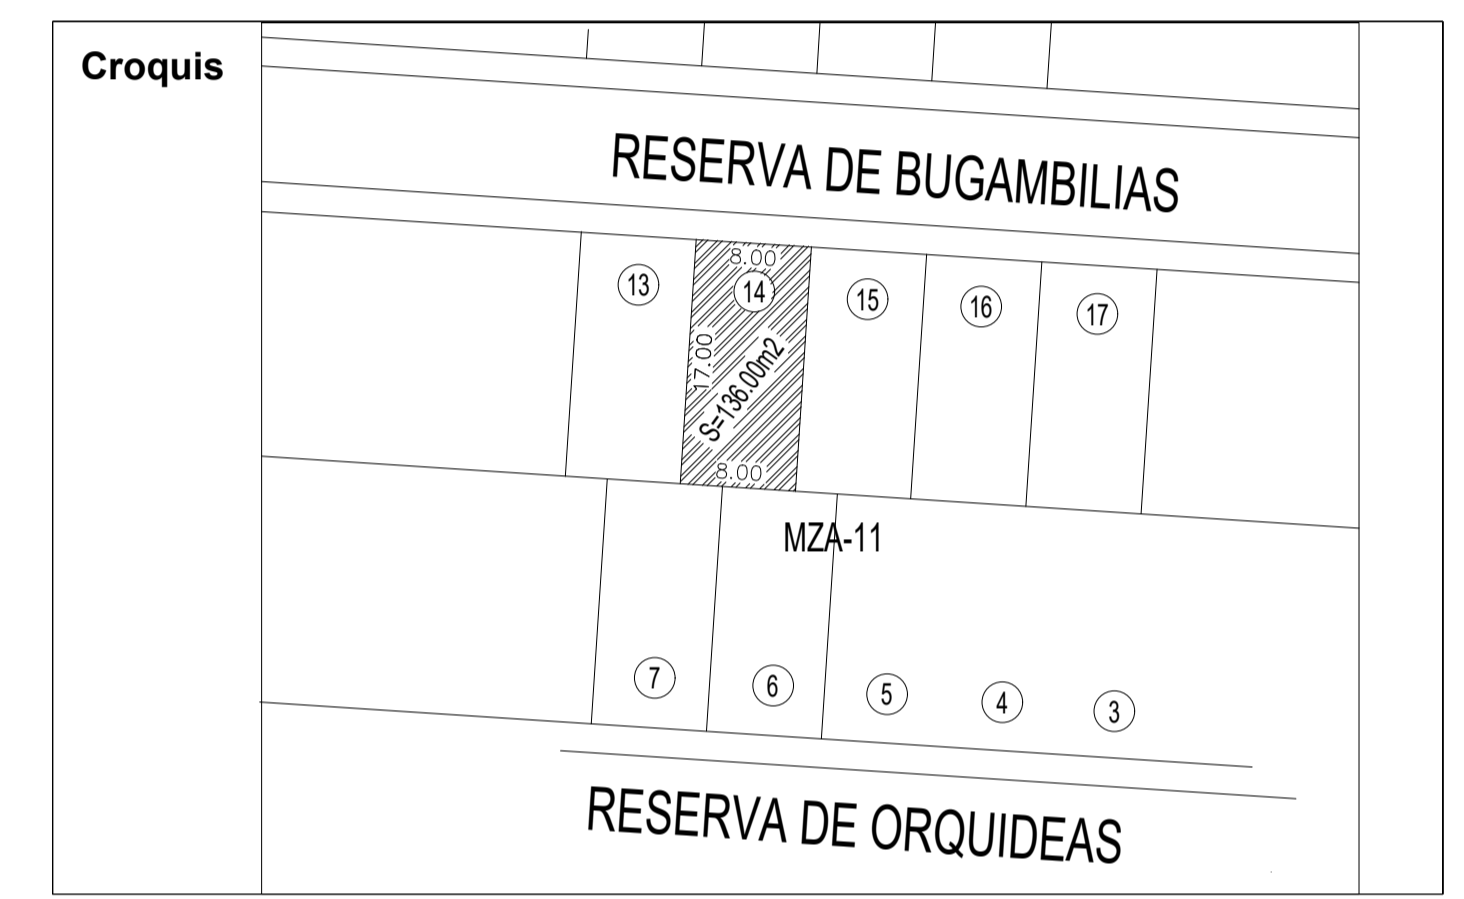 Croquis
RESERVA DE BUGAMBILIAS
8.00
13
14
15
16
17
17.00
S=136.00m2
8.00
MZA-11
7
6
5
4
3
RESERVA DE ORQUIDEAS